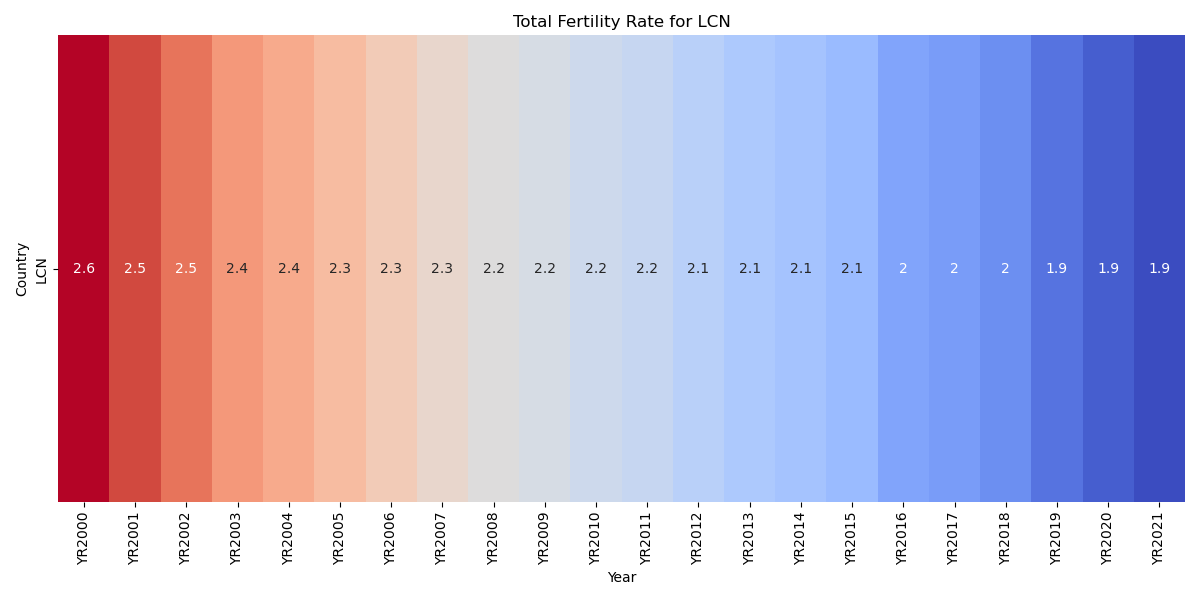 Total Fertility Rate for LCN
Country
LCN
2.6 2.5 2.5 2.4 2.4 2.3 2.3 2.3 2.2 2.2 2.2 2.2 2.1 2.1 2.1 2.1 2 2 2 1.9 1.9 1.9
YR2000 YR2001 YR2002 YR2003 YR2004 YR2005 YR2006 YR2007 YR2008 YR2009 YR2010 YR2011 YR2012 YR2013 YR2014 YR2015 YR2016 YR2017 YR2018 YR2019 YR2020 YR2021
Year